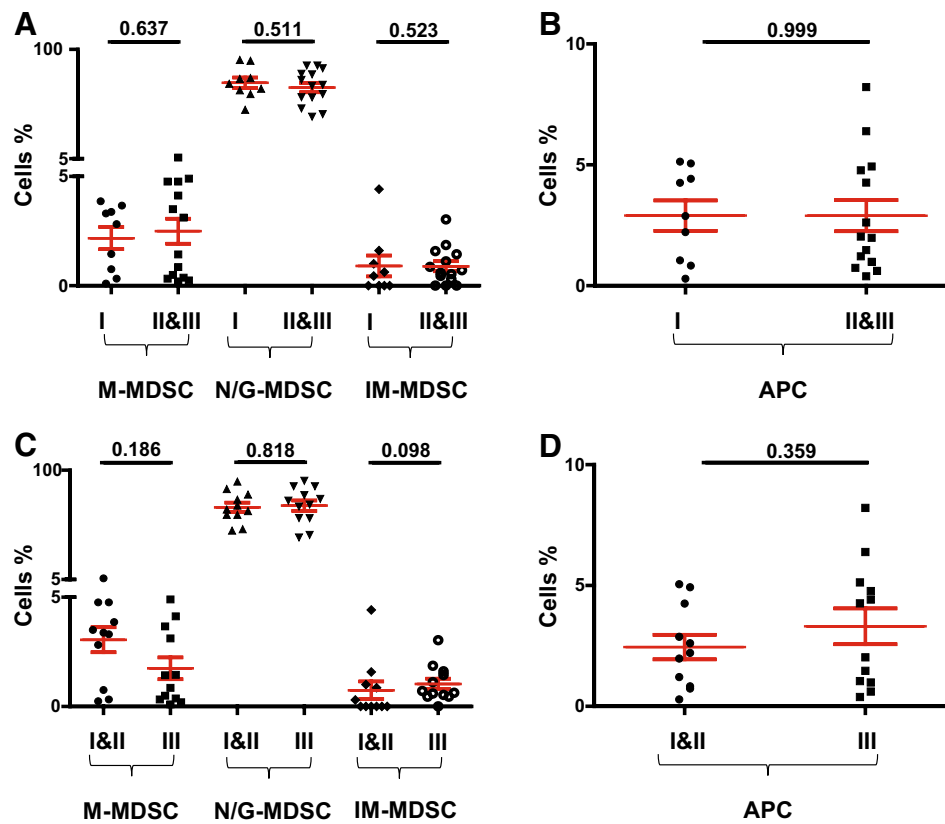 A
0.637
0.511
0.523
100
5
5
0
Cells %
I
II&III
I
II&III
I
II&III
M-MDSC
N/G-MDSC
IM-MDSC
B
0.999
10
5
0
Cells %
I
II&III
APC
C
0.186
0.818
0.098
100
5
5
0
Cells %
I&II
III
I&II
III
I&II
III
M-MDSC
N/G-MDSC
IM-MDSC
D
0.359
10
5
0
Cells %
I&II
III
APC